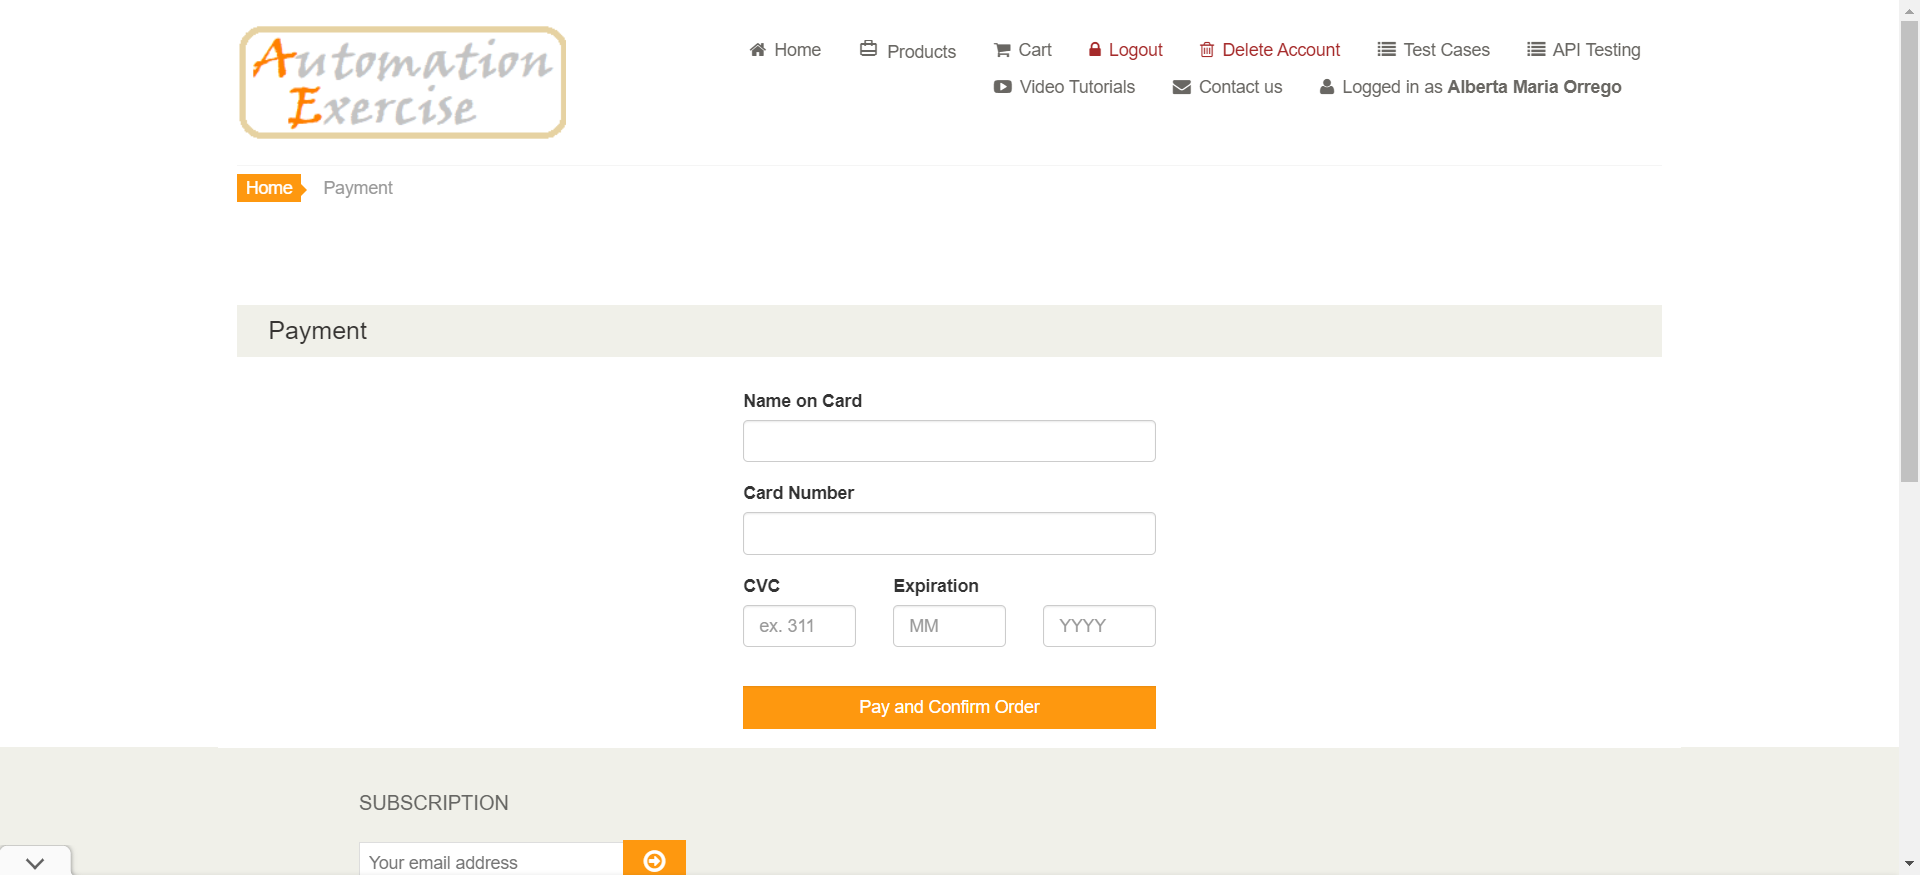 Automation
Exercise
Home
Products
Cart
Logout
Delete Account
Test Cases
API Testing
Video Tutorials
Contact us
Logged in as Alberta Maria Orrego
Home
Payment
Payment
Name on Card
Card Number
CVC
Expiration
ex. 311
MM
YYYY
Pay and Confirm Order
SUBSCRIPTION
Your email address